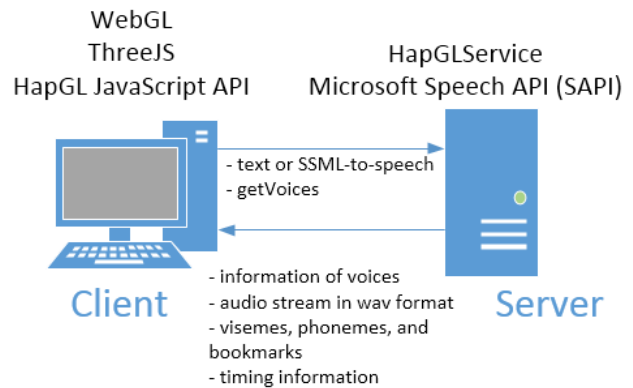 WebGL
ThreeJS
HapGL JavaScript API
HapGLService
Microsoft Speech API (SAPI)
- text or SSML-to-speech
- getVoices
- information of voices
- audio stream in wav format
- visemes, phonemes, and
bookmarks
- timing information
Client
Server